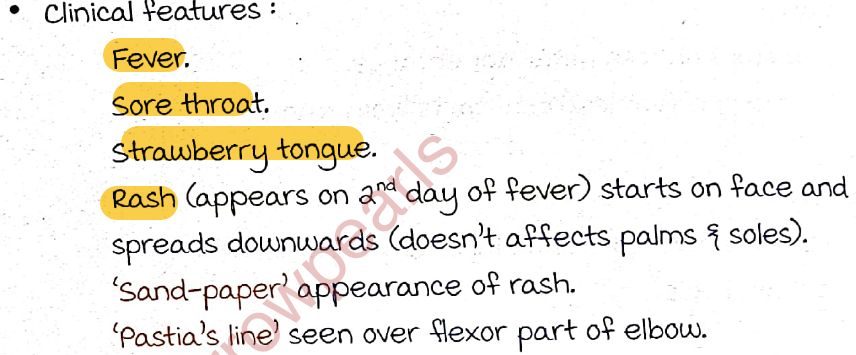 • Clinical features :
Fever.
Sore throat.
Strawberry tongue.
Rash (appears on 2nd day of fever) starts on face and
spreads downwards (doesn't affects palms & soles).
'Sand-paper' appearance of rash.
'Pastia's line' seen over flexor part of elbow.
rowpearls